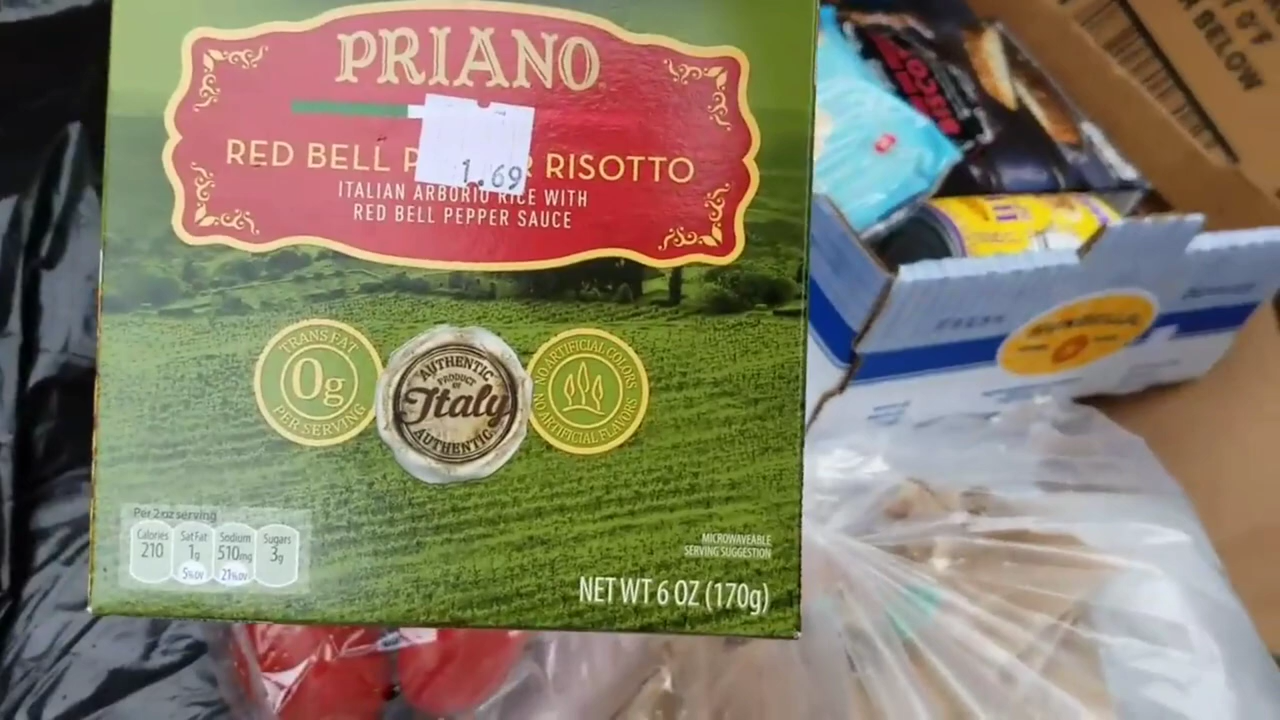 PRIANO
RED BELL P R RISOTTO
1.69
ITALIAN ARBORIO RICE WITH
RED BELL PEPPER SAUCE
TRANS FAT
0g
PER SERVING
AUTHENTIC
PRODUCT
OF
Italy
AUTHENTIC
NO ARTIFICIAL COLORS
NO ARTIFICIAL FLAVORS
Per 2 oz serving
Calories
210
Sat Fat
1g
5% DV
Sodium
510mg
21% DV
Sugars
3g
MICROWAVEABLE
SERVING SUGGESTION
NET WT 6 OZ (170g)
BELOW